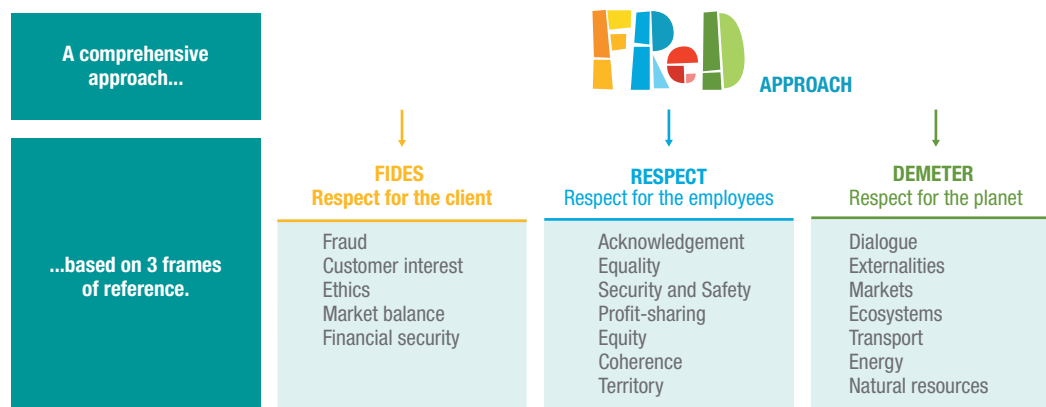 A comprehensive
approach...
FReD
APPROACH
...based on 3 frames
of reference.
FIDES
Respect for the client
Fraud
Customer interest
Ethics
Market balance
Financial security
RESPECT
Respect for the employees
Acknowledgement
Equality
Security and Safety
Profit-sharing
Equity
Coherence
Territory
DEMETER
Respect for the planet
Dialogue
Externalities
Markets
Ecosystems
Transport
Energy
Natural resources